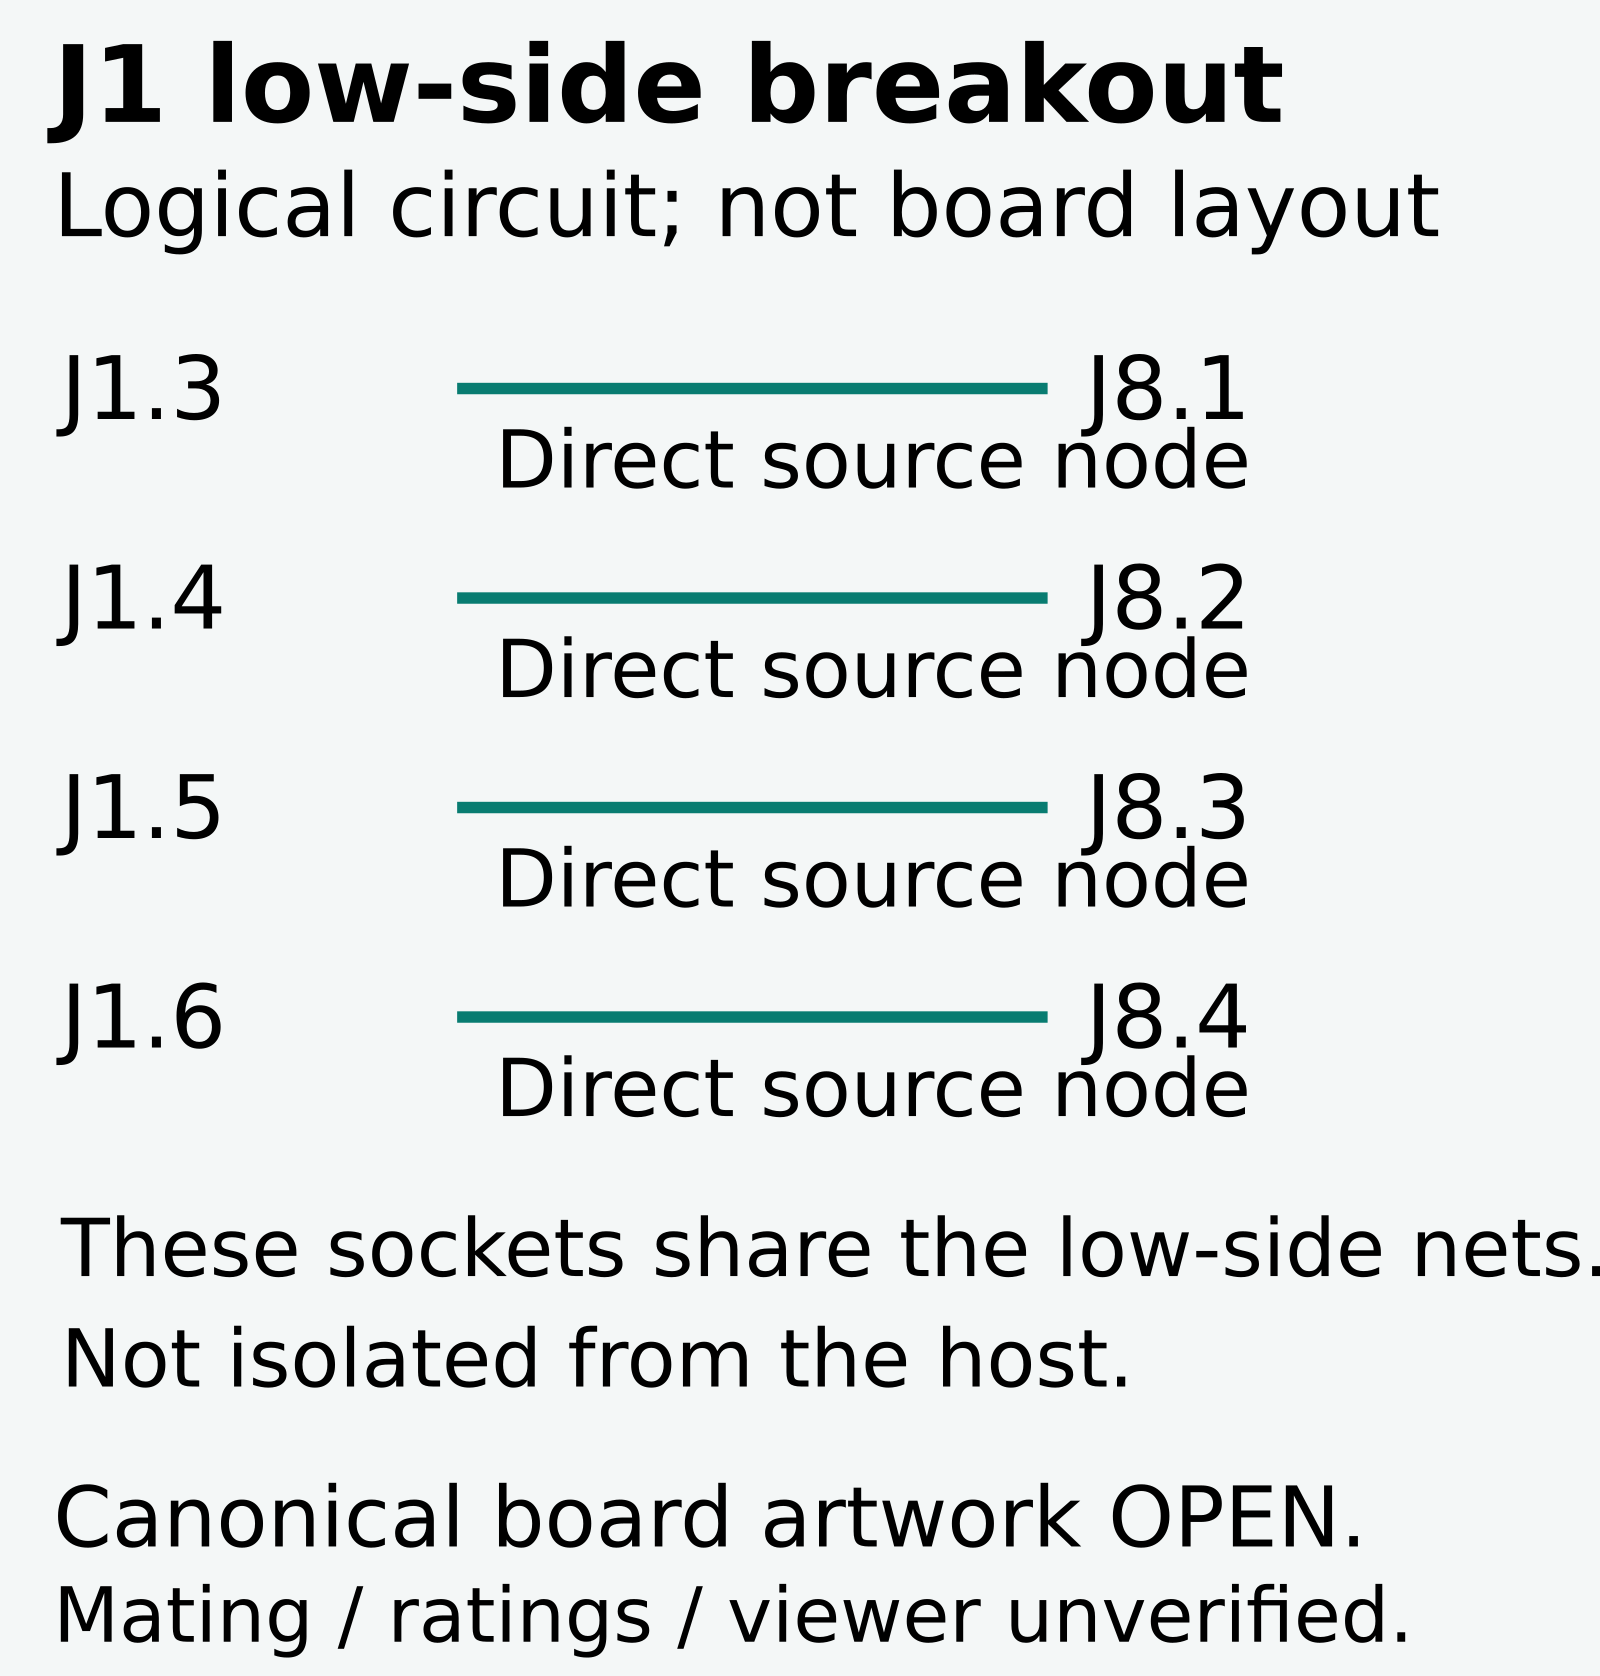 J1 low-side breakout
Logical circuit; not board layout
J1.3 J8.1
Direct source node
J1.4 J8.2
Direct source node
J1.5 J8.3
Direct source node
J1.6 J8.4
Direct source node
These sockets share the low-side nets.
Not isolated from the host.
Canonical board artwork OPEN.
Mating / ratings / viewer unverified.